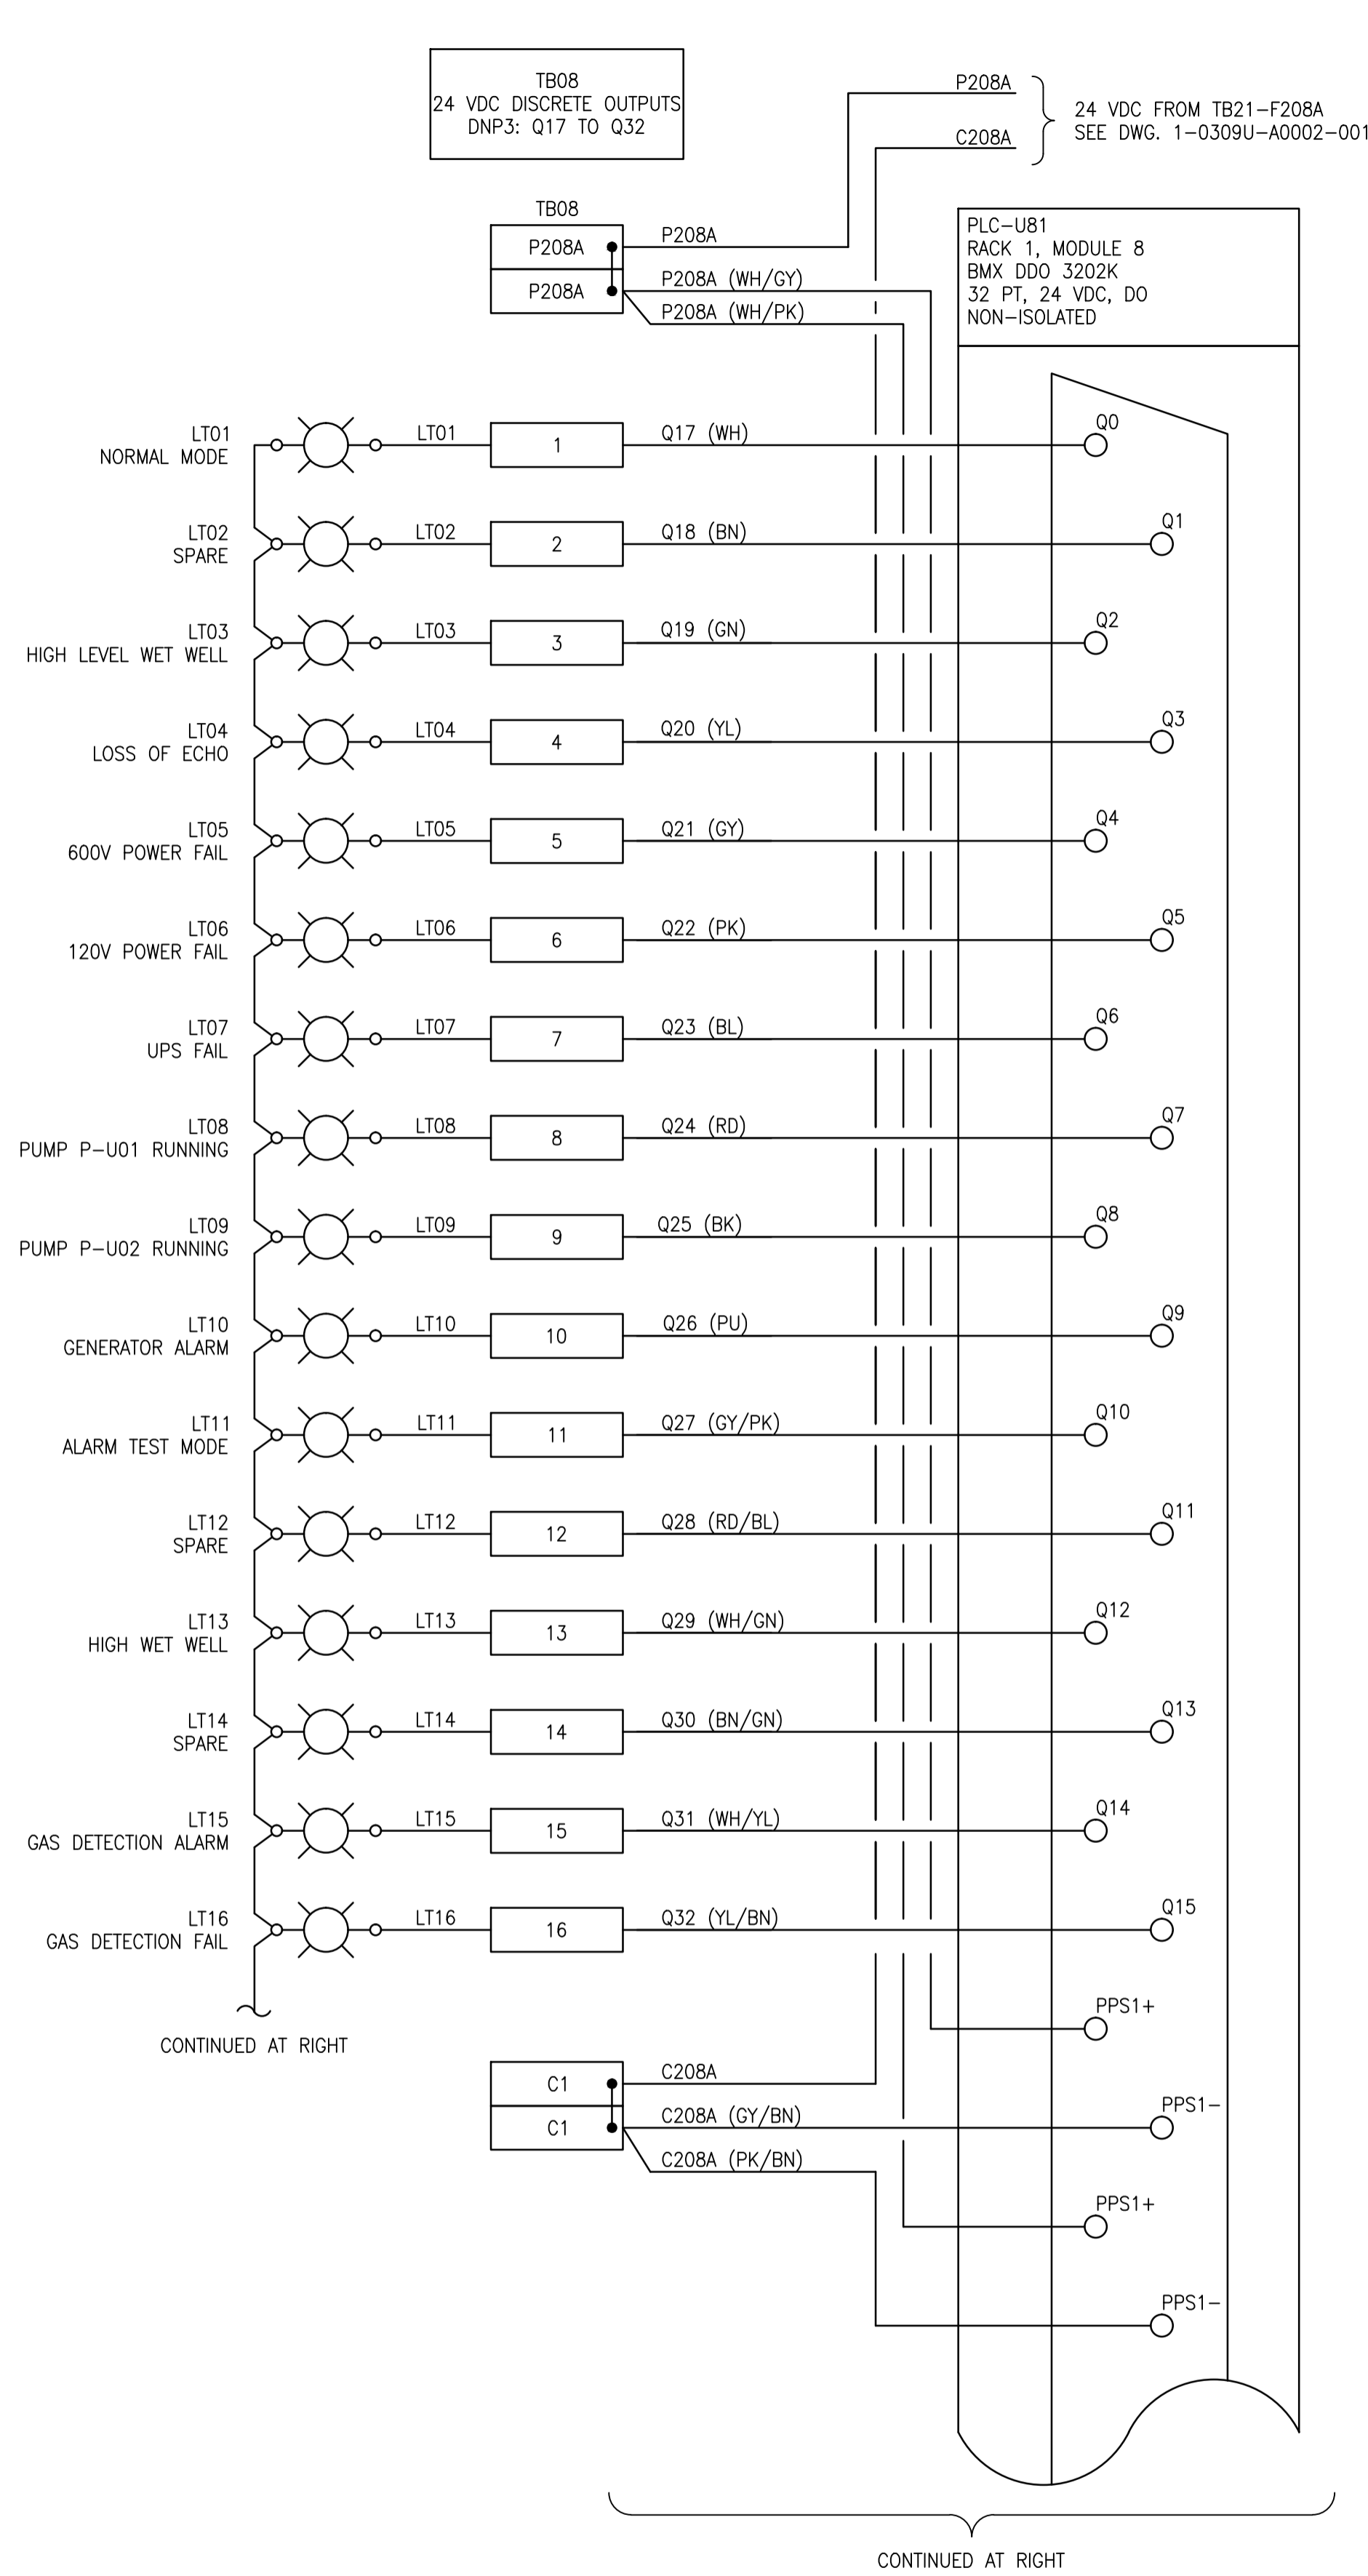 TB08
24 VDC DISCRETE OUTPUTS
DNP3: Q17 TO Q32
P208A
C208A
24 VDC FROM TB21-F208A
SEE DWG. 1-0309U-A0002-001
TB08
P208A
P208A
P208A
P208A (WH/GY)
P208A (WH/PK)
PLC-U81
RACK 1, MODULE 8
BMX DDO 3202K
32 PT, 24 VDC, DO
NON-ISOLATED
LT01
NORMAL MODE
LT01
1
Q17 (WH)
Q0
LT02
SPARE
LT02
2
Q18 (BN)
Q1
LT03
HIGH LEVEL WET WELL
LT03
3
Q19 (GN)
Q2
LT04
LOSS OF ECHO
LT04
4
Q20 (YL)
Q3
LT05
600V POWER FAIL
LT05
5
Q21 (GY)
Q4
LT06
120V POWER FAIL
LT06
6
Q22 (PK)
Q5
LT07
UPS FAIL
LT07
7
Q23 (BL)
Q6
LT08
PUMP P-U01 RUNNING
LT08
8
Q24 (RD)
Q7
LT09
PUMP P-U02 RUNNING
LT09
9
Q25 (BK)
Q8
LT10
GENERATOR ALARM
LT10
10
Q26 (PU)
Q9
LT11
ALARM TEST MODE
LT11
11
Q27 (GY/PK)
Q10
LT12
SPARE
LT12
12
Q28 (RD/BL)
Q11
LT13
HIGH WET WELL
LT13
13
Q29 (WH/GN)
Q12
LT14
SPARE
LT14
14
Q30 (BN/GN)
Q13
LT15
GAS DETECTION ALARM
LT15
15
Q31 (WH/YL)
Q14
LT16
GAS DETECTION FAIL
LT16
16
Q32 (YL/BN)
Q15
CONTINUED AT RIGHT
PPS1+
C1
C208A
C1
C208A (GY/BN)
PPS1-
C208A (PK/BN)
PPS1+
PPS1-
CONTINUED AT RIGHT